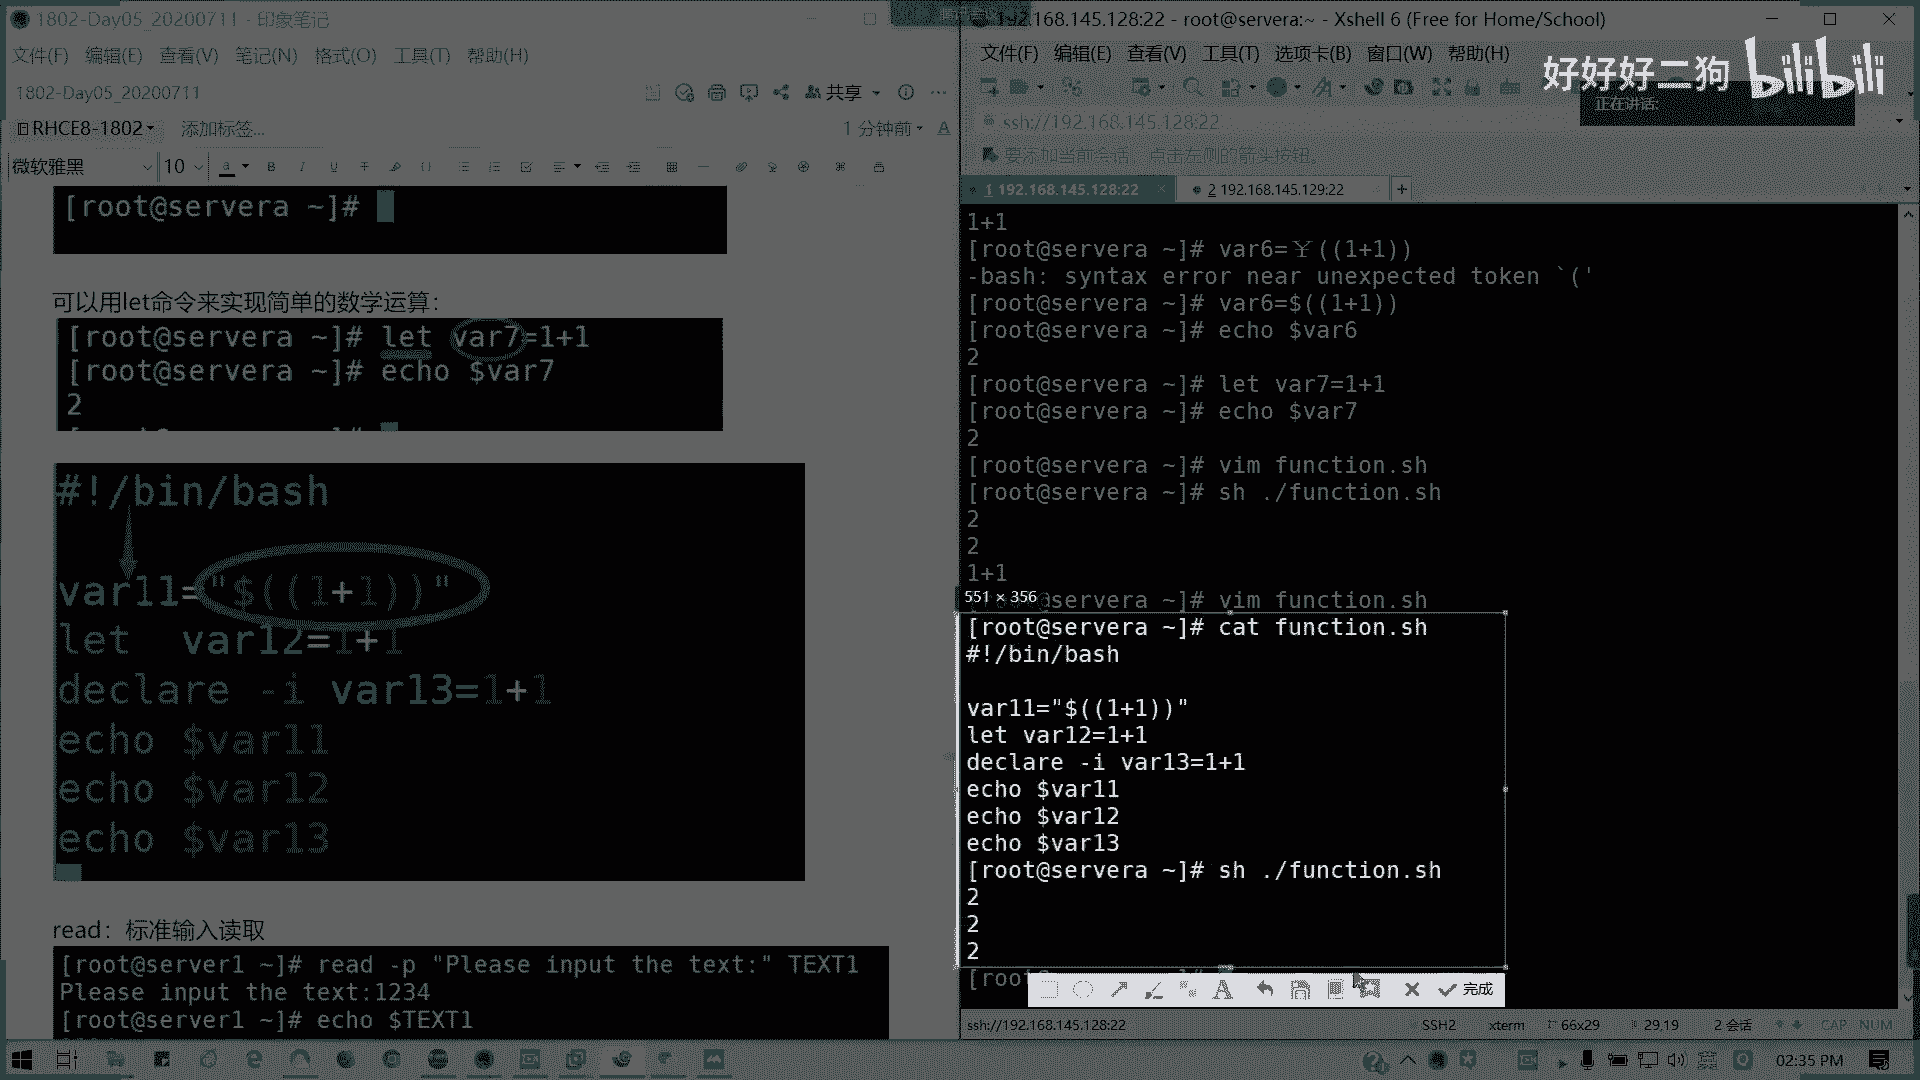 1802-Day05_20200711 - 印象笔记
文件(F) 编辑(E) 查看(V) 笔记(N) 格式(O) 工具(T) 帮助(H)
1802-Day05_20200711
共享
RHCE8-1802
添加标签...
1 分钟前
微软雅黑
10
[root@servera ~]#
可以用let命令来实现简单的数学运算：
[root@servera ~]# let var7=1+1
[root@servera ~]# echo $var7
2
#!/bin/bash
var11="$((1+1))"
let  var12=1+1
declare -i var13=1+1
echo $var11
echo $var12
echo $var13
read：标准输入读取
[root@server1 ~]# read -p "Please input the text:" TEXT1
Please input the text:1234
[root@server1 ~]# echo $TEXT1
192.168.145.128:22 - root@servera:~ - Xshell 6 (Free for Home/School)
文件(F) 编辑(E) 查看(V) 工具(T) 选项卡(B) 窗口(W) 帮助(H)
好好好二狗 bilibili
正在讲话:
ssh://192.168.145.128:22
要添加当前会话，点击左侧的箭头按钮。
1 192.168.145.128:22
2 192.168.145.129:22
1+1
[root@servera ~]# var6=￥((1+1))
-bash: syntax error near unexpected token `('
[root@servera ~]# var6=$((1+1))
[root@servera ~]# echo $var6
2
[root@servera ~]# let var7=1+1
[root@servera ~]# echo $var7
2
[root@servera ~]# vim function.sh
[root@servera ~]# sh ./function.sh
2
2
1+1
551 × 356
@servera ~]# vim function.sh
[root@servera ~]# cat function.sh
#!/bin/bash
var11="$((1+1))"
let var12=1+1
declare -i var13=1+1
echo $var11
echo $var12
echo $var13
[root@servera ~]# sh ./function.sh
2
2
2
[root
完成
ssh://192.168.145.128:22
SSH2
xterm
66x29
29,19
2 会话
CAP NUM
02:35 PM